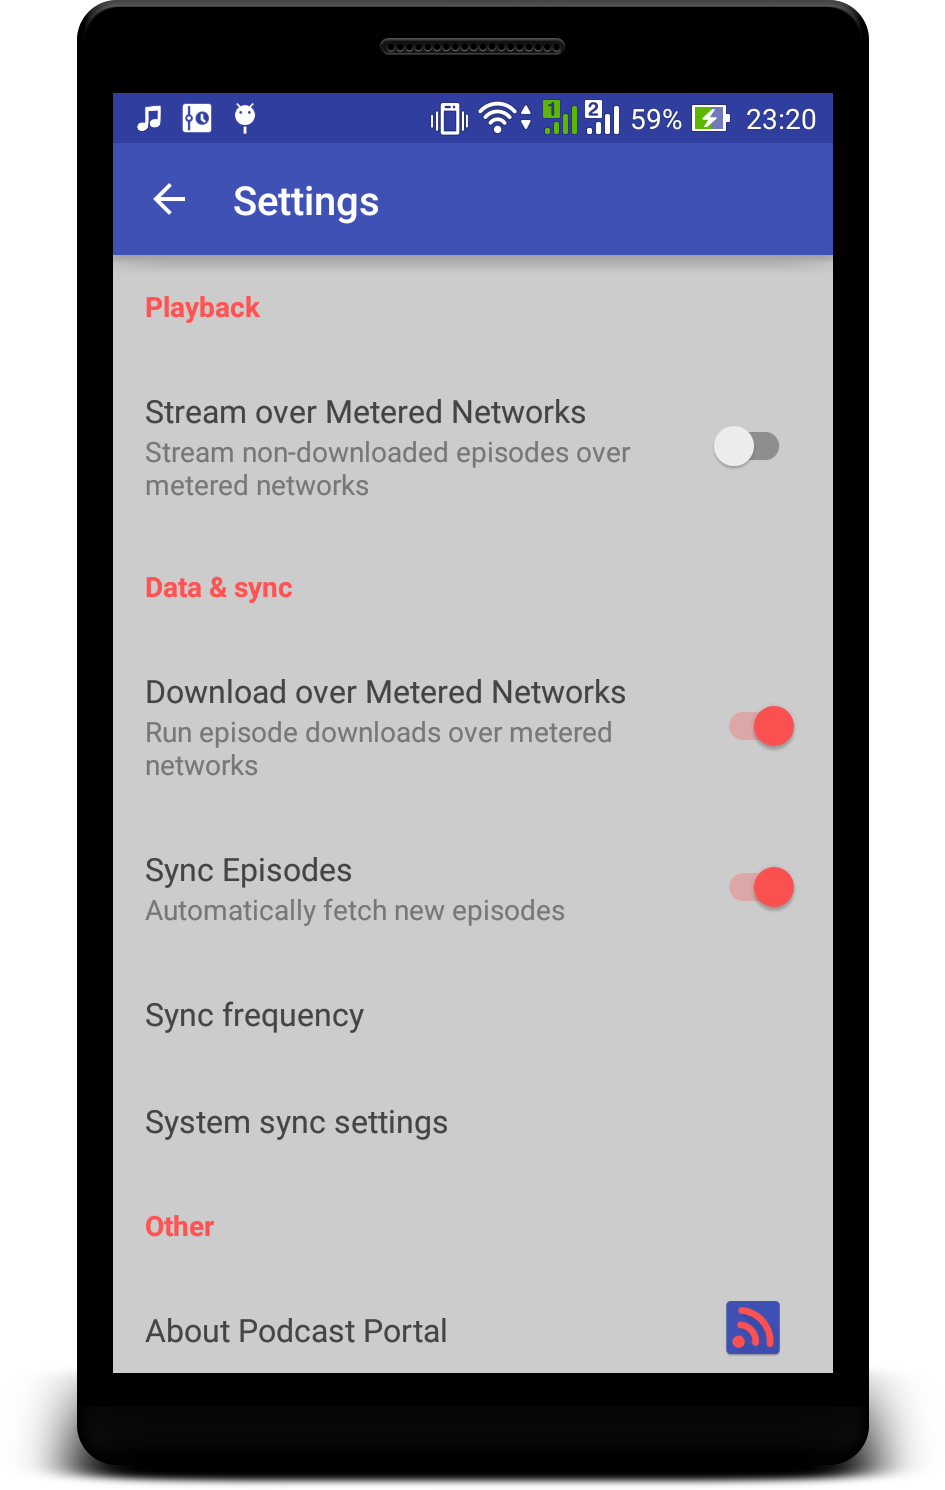 1 2 59% 23:20
Settings
Playback
Stream over Metered Networks
Stream non-downloaded episodes over
metered networks
Data & sync
Download over Metered Networks
Run episode downloads over metered
networks
Sync Episodes
Automatically fetch new episodes
Sync frequency
System sync settings
Other
About Podcast Portal